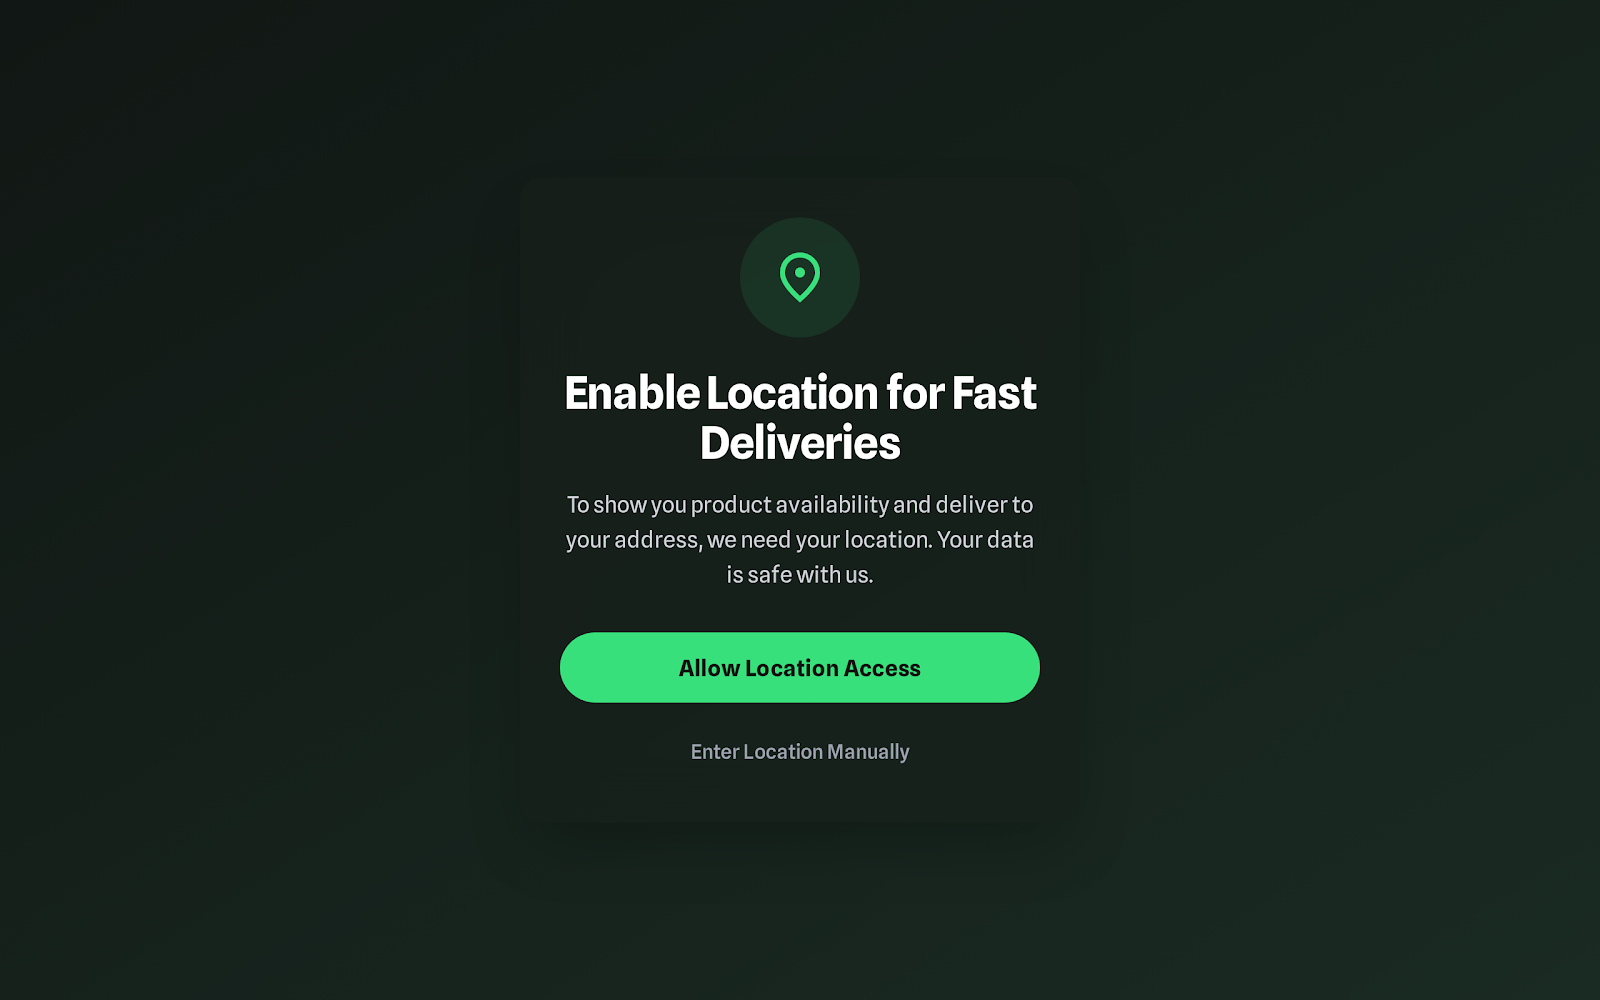 Enable Location for Fast
Deliveries
To show you product availability and deliver to
your address, we need your location. Your data
is safe with us.
Allow Location Access
Enter Location Manually